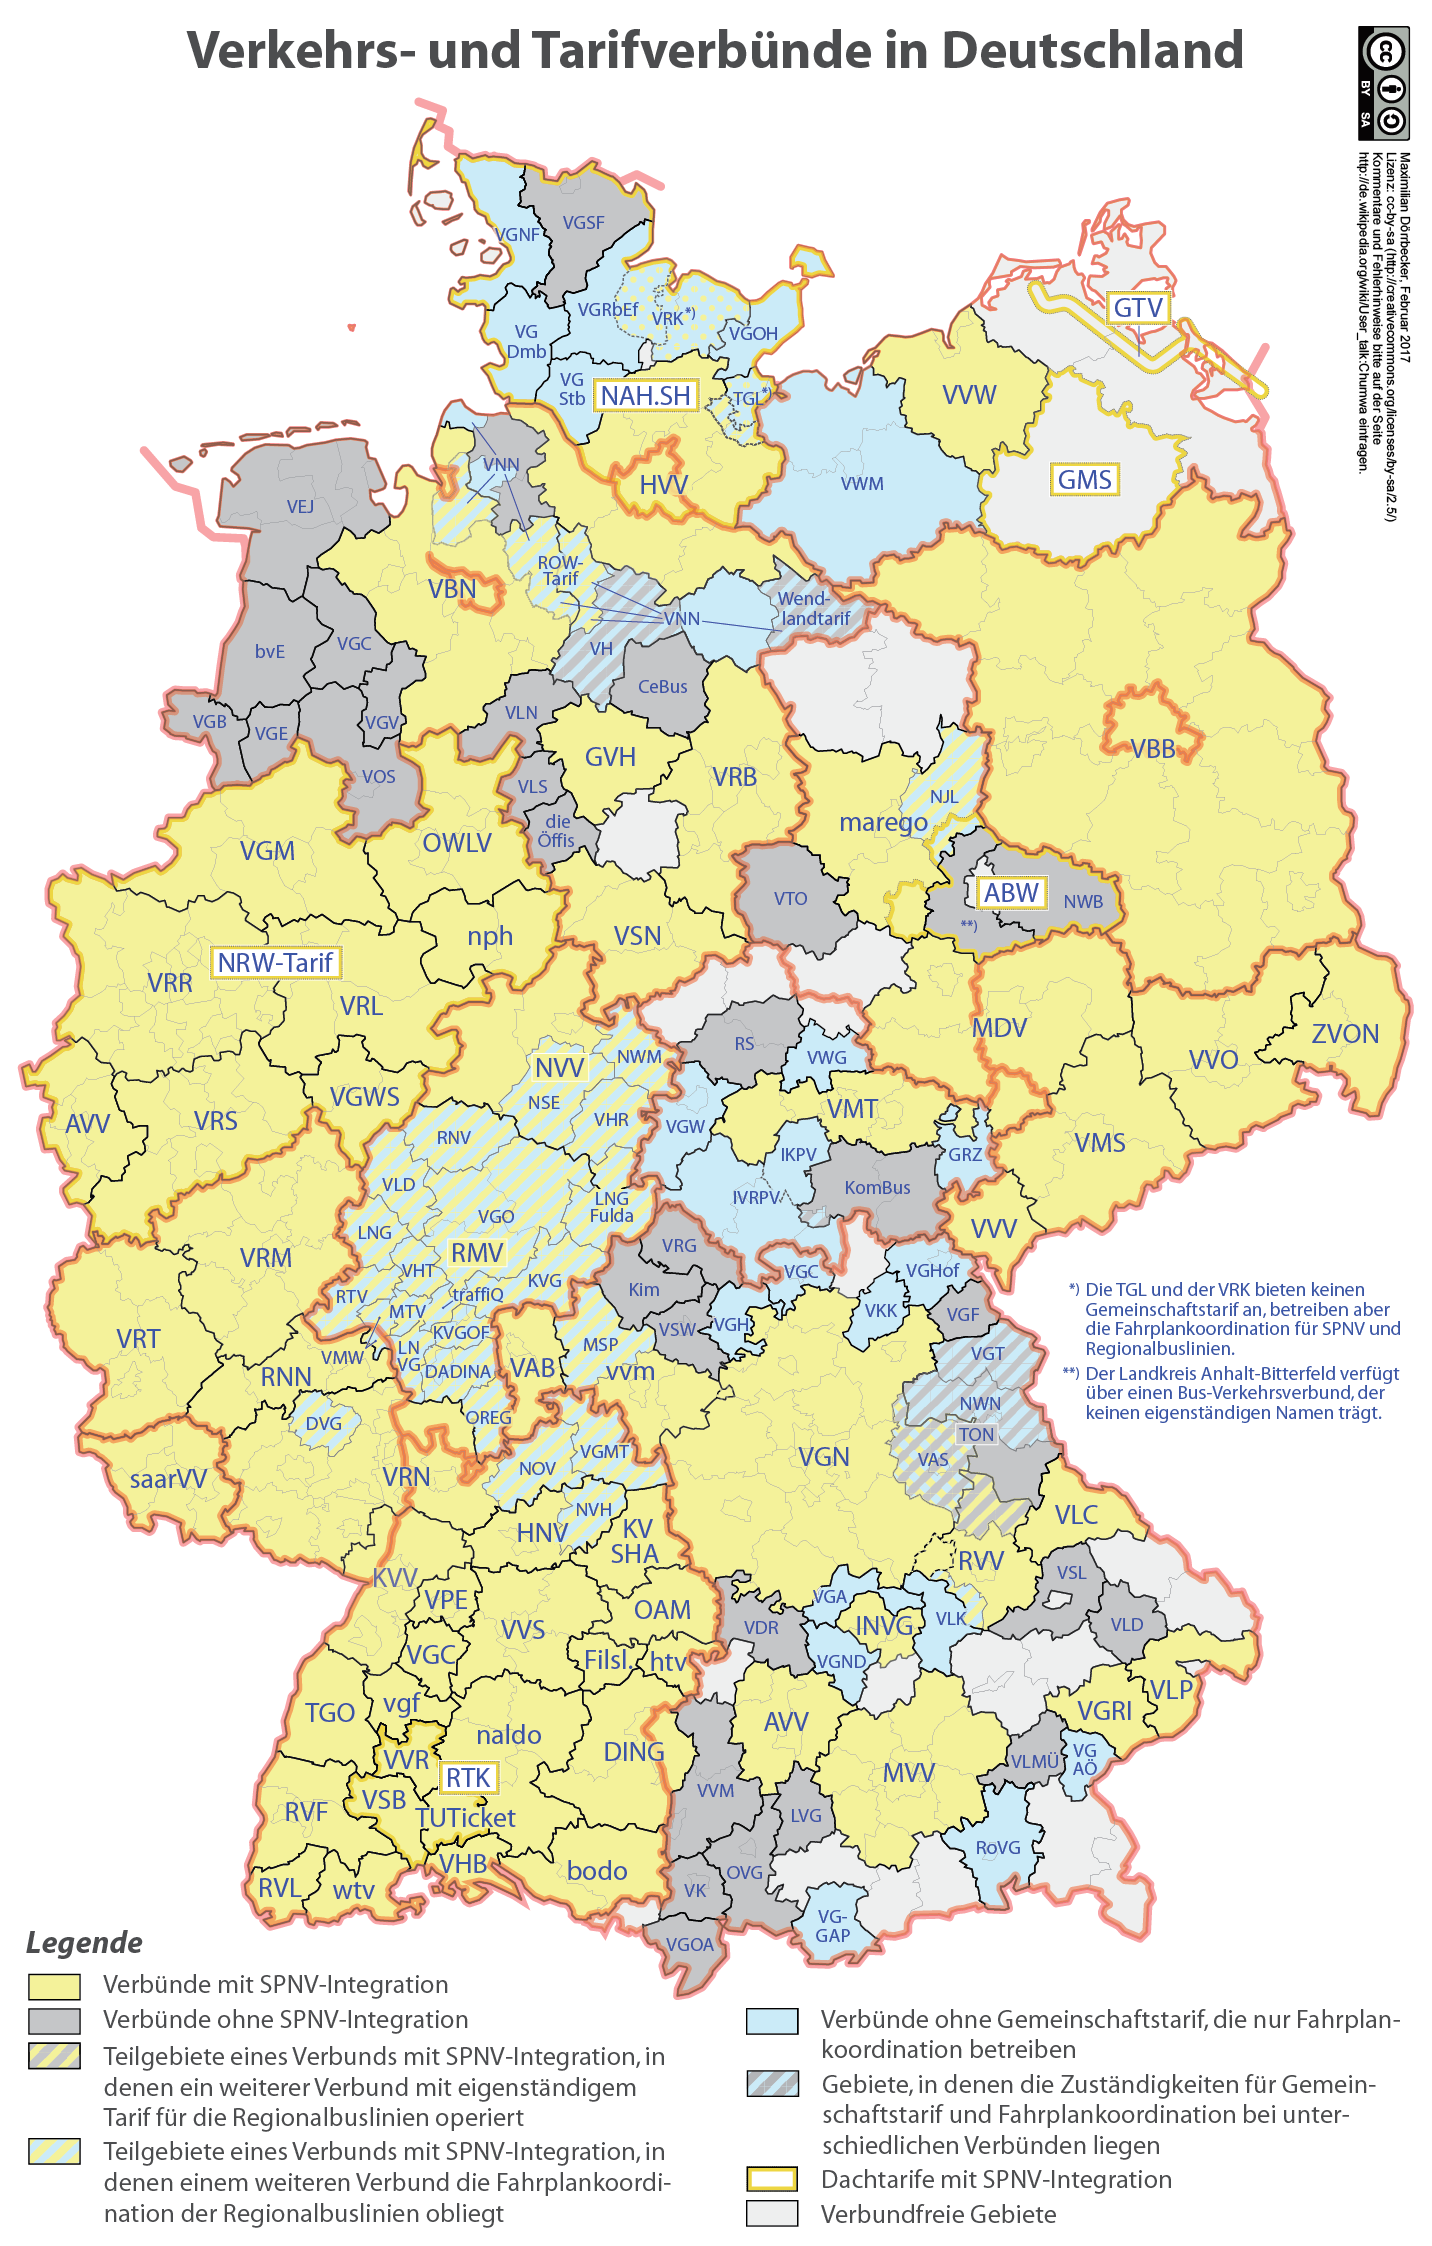 Verkehrs- und Tarifverbünde in Deutschland
BY SA
Maximilian Dörrbecker, Februar 2017
Lizenz: cc-by-sa (http://creativecommons.org/licenses/by-sa/2.5/)
Kommentare und Fehlerhinweise bitte auf der Seite
http://de.wikipedia.org/wiki/User_talk:Chumwa eintragen.
VGSF
VGNF
VGRbEf
VRK*)
VGOH
VG
Dmb
VG
Stb
NAH.SH
TGL*)
GTV
VVW
GMS
VNN
HVV
VWM
VEJ
ROW-
Tarif
VBN
Wend-
landtarif
VNN
bvE
VGC
VH
CeBus
VGB
VGE
VGV
VLN
VOS
GVH
VRB
VBB
VLS
NJL
die
Öffis
marego
VGM
OWLV
VTO
ABW
NWB
**)
nph
VSN
NRW-Tarif
VRR
VRL
MDV
ZVON
RS
VWG
VVO
NVV
NWM
VGWS
NSE
VHR
VMT
AVV
VRS
VGW
VMS
RNV
IKPV
GRZ
VLD
LNG
Fulda
IVRPV
KomBus
VGO
LNG
VVV
VRM
RMV
VRG
VHT
KVG
VGC
VGHof
RTV
traffiQ
Kim
MTV
VKK
VGF
VRT
KVGOF
VSW
VGH
VMW
LN
VG
MSP
VGT
RNN
DADINA
VAB
vvm
NWN
DVG
OREG
TON
VGMT
VGN
VAS
saarVV
VRN
NOV
NVH
HNV
KV
SHA
VLC
KVV
RVV
VSL
VPE
VGA
VVS
OAM
VDR
INVG
VLK
VLD
VGC
Filsl.
htv
VGND
TGO
vgf
AVV
VGRI
VLP
naldo
VVR
DING
VG
AÖ
VLMÜ
RTK
MVV
VSB
VVM
RVF
TUTicket
LVG
RoVG
VHB
bodo
OVG
RVL
wtv
VK
VG-
GAP
VGOA
*) Die TGL und der VRK bieten keinen
Gemeinschaftstarif an, betreiben aber
die Fahrplankoordination für SPNV und
Regionalbuslinien.
**) Der Landkreis Anhalt-Bitterfeld verfügt
über einen Bus-Verkehrsverbund, der
keinen eigenständigen Namen trägt.
Legende
Verbünde mit SPNV-Integration
Verbünde ohne SPNV-Integration
Teilgebiete eines Verbunds mit SPNV-Integration, in
denen ein weiterer Verbund mit eigenständigem
Tarif für die Regionalbuslinien operiert
Teilgebiete eines Verbunds mit SPNV-Integration, in
denen einem weiteren Verbund die Fahrplankoordi-
nation der Regionalbuslinien obliegt
Verbünde ohne Gemeinschaftstarif, die nur Fahrplan-
koordination betreiben
Gebiete, in denen die Zuständigkeiten für Gemein-
schaftstarif und Fahrplankoordination bei unter-
schiedlichen Verbünden liegen
Dachtarife mit SPNV-Integration
Verbundfreie Gebiete